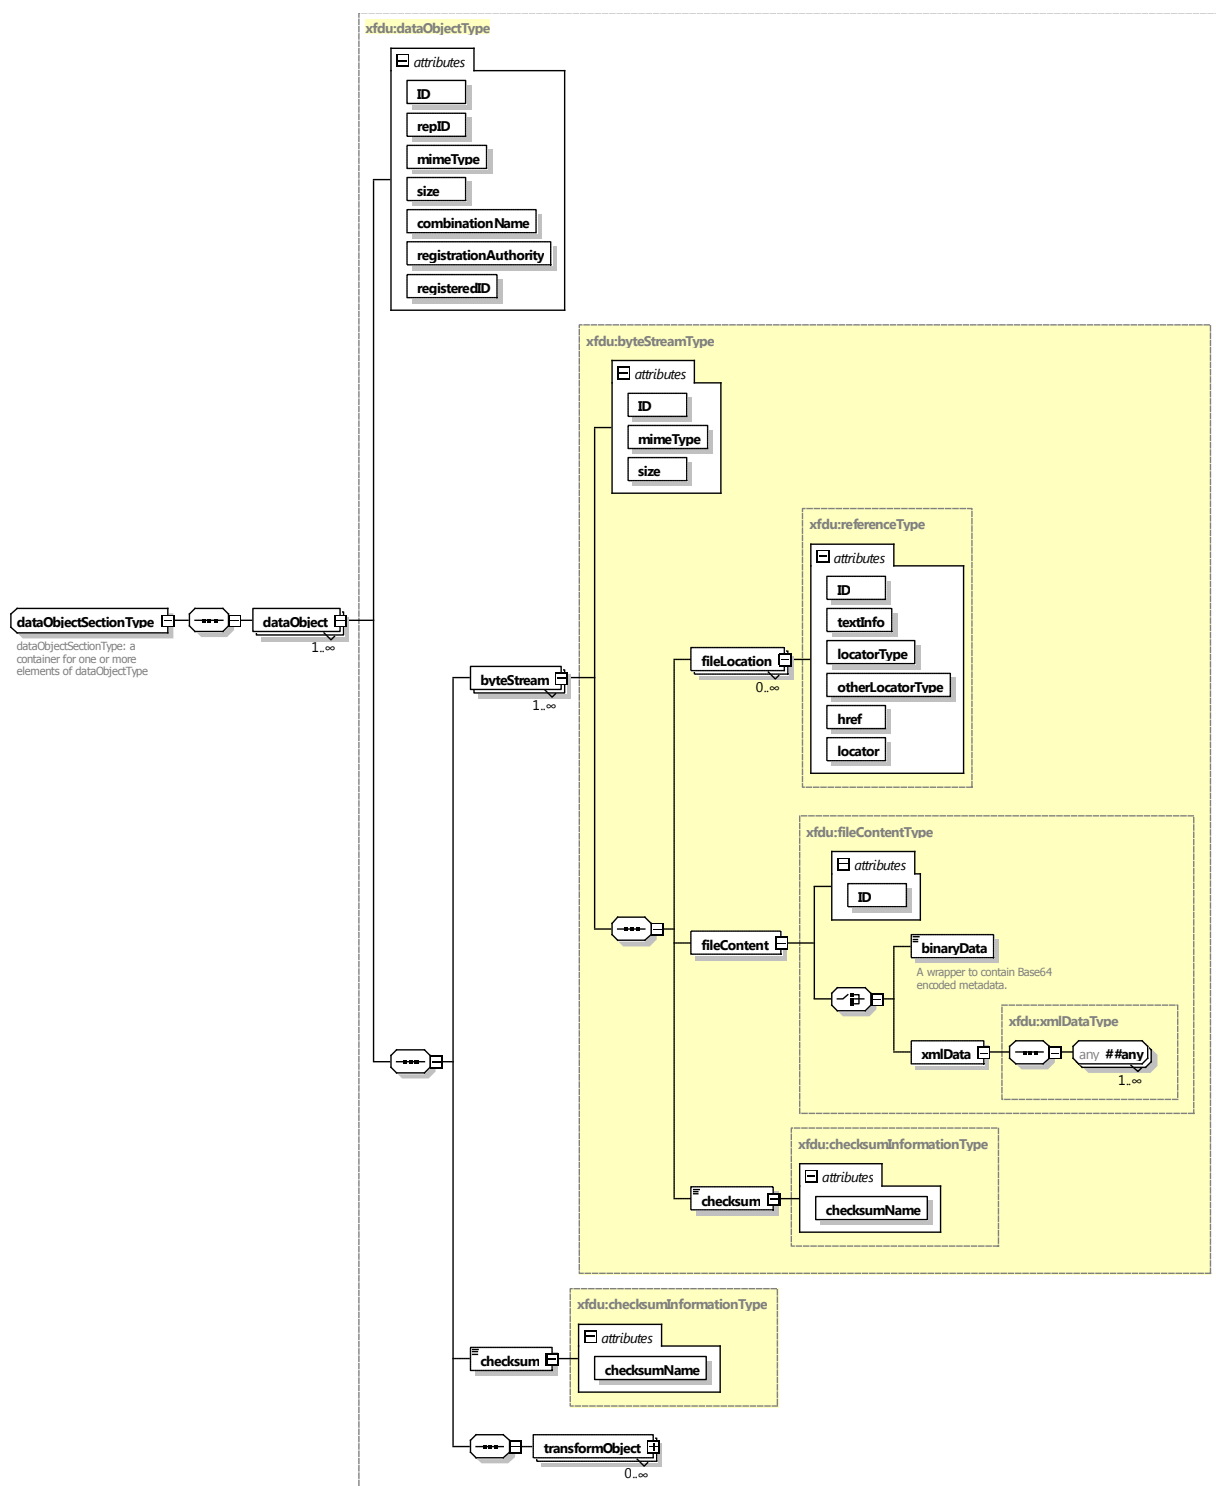 xfdu:dataObjectType
attributes
ID
repID
mimeType
size
combinationName
registrationAuthority
registeredID
xfdu:byteStreamType
attributes
ID
mimeType
size
xfdu:referenceType
attributes
ID
textInfo
locatorType
otherLocatorType
href
locator
dataObjectSectionType
dataObjectSectionType: a
container for one or more
elements of dataObjectType
dataObject
1..∞
byteStream
1..∞
fileLocation
0..∞
xfdu:fileContentType
attributes
ID
fileContent
binaryData
A wrapper to contain Base64
encoded metadata.
xfdu:xmlDataType
xmlData
any ##any
1..∞
xfdu:checksumInformationType
attributes
checksum
checksumName
xfdu:checksumInformationType
attributes
checksum
checksumName
transformObject
0..∞